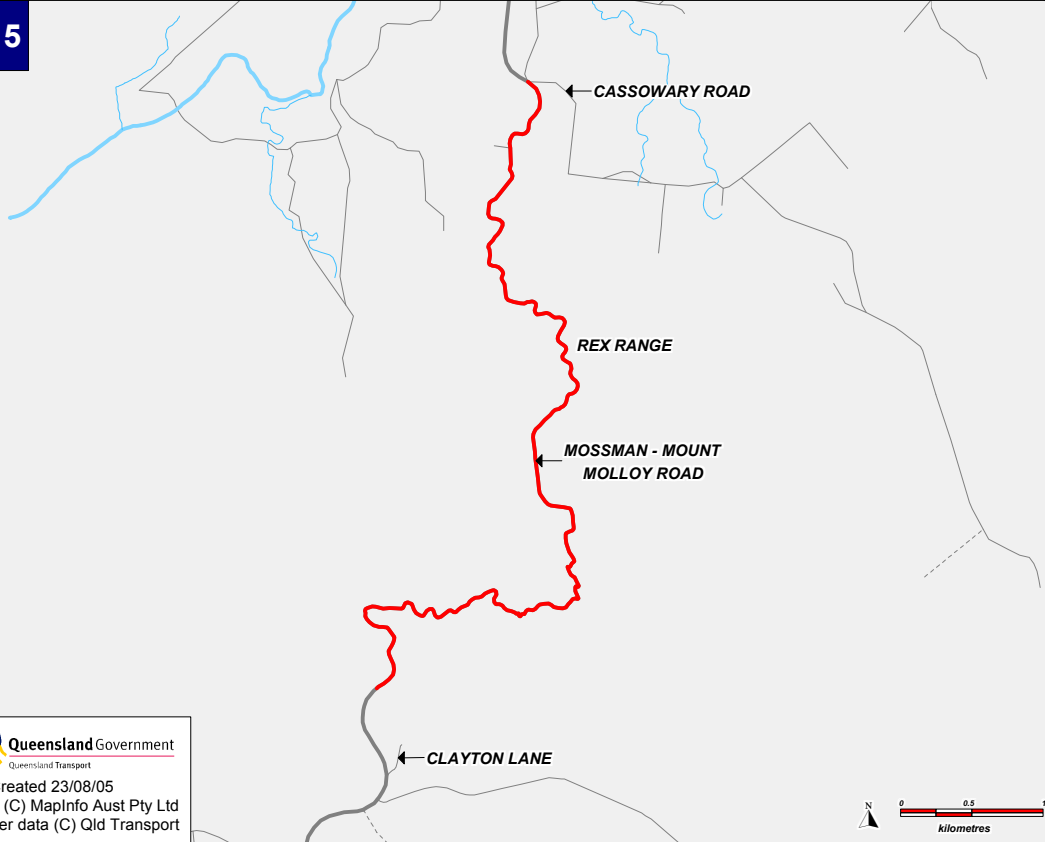 5
CASSOWARY ROAD
REX RANGE
MOSSMAN - MOUNT
MOLLOY ROAD
CLAYTON LANE
Queensland Government
Queensland Transport
reated 23/08/05
(C) MapInfo Aust Pty Ltd
er data (C) Qld Transport
N
0 0.5 1
kilometres